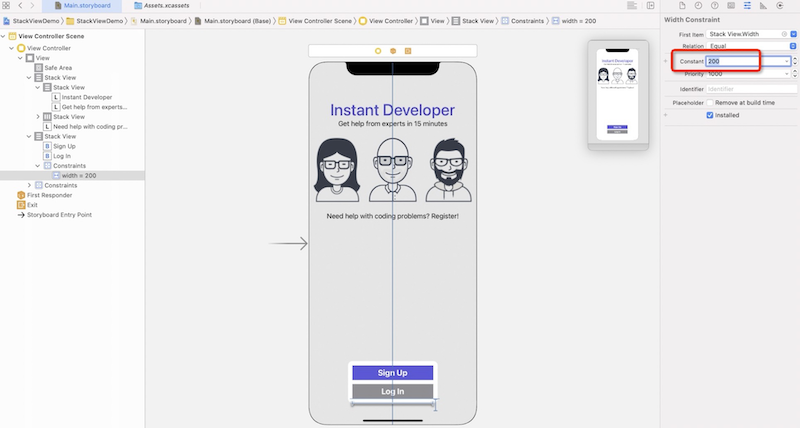 Main.storyboard
Assets.xcassets
StackViewDemo
StackViewDemo
Main.storyboard
Main.storyboard (Base)
View Controller Scene
View Controller
View
Stack View
Constraints
width = 200
View Controller Scene
View Controller
View
Safe Area
Stack View
Stack View
L Instant Developer
L Get help from experts...
Stack View
L Need help with coding pr...
Stack View
B Sign Up
B Log In
Constraints
width = 200
Constraints
First Responder
Exit
Storyboard Entry Point
Instant Developer
Get help from experts in 15 minutes
Need help with coding problems? Register!
Sign Up
Log In
Instant Developer
Sign Up
Width Constraint
First Item Stack View.Width
Relation Equal
Constant 200
Priority 1000
Identifier Identifier
Placeholder Remove at build time
Installed